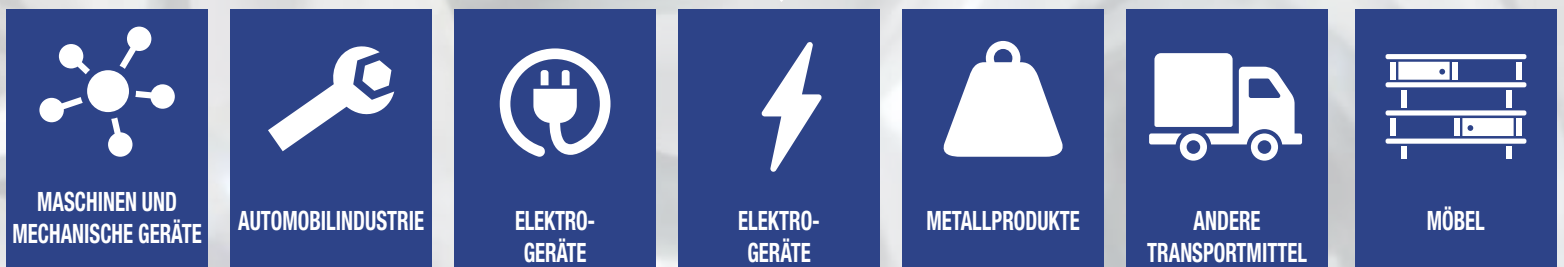 MASCHINEN UND
MECHANISCHE GERÄTE
AUTOMOBILINDUSTRIE
ELEKTRO-
GERÄTE
ELEKTRO-
GERÄTE
METALLPRODUKTE
ANDERE
TRANSPORTMITTEL
MÖBEL